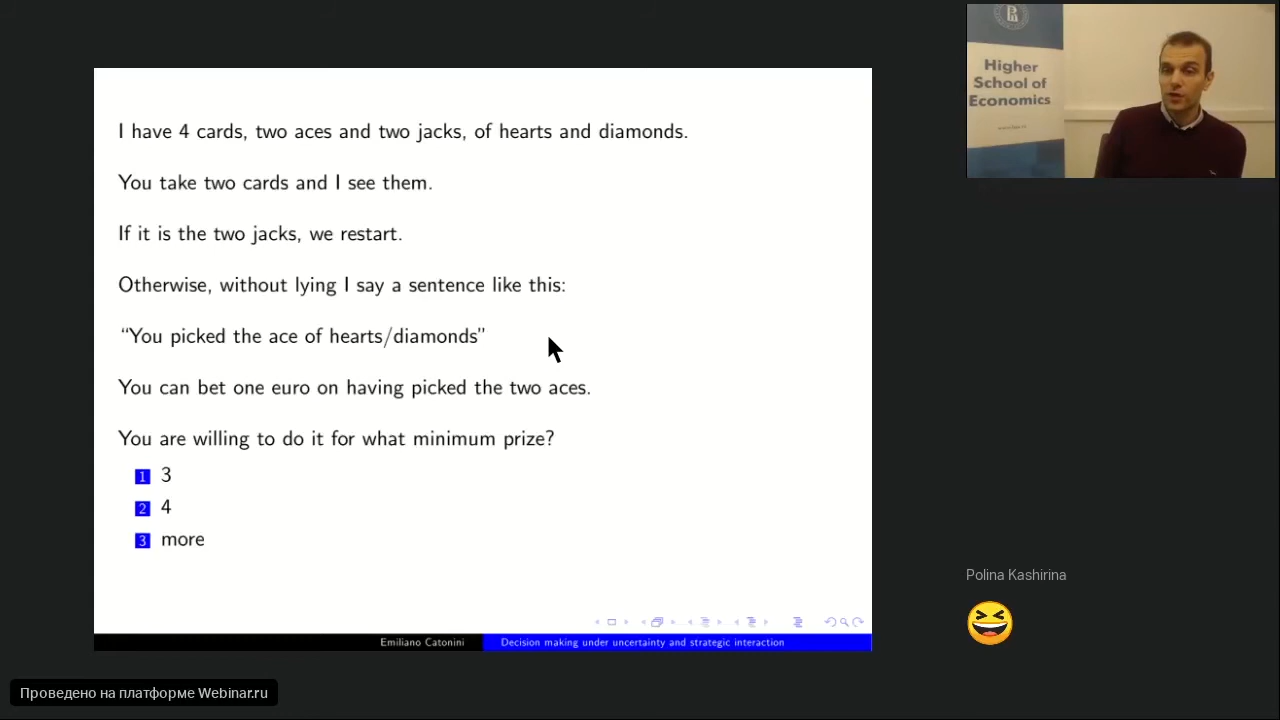 I have 4 cards, two aces and two jacks, of hearts and diamonds.
You take two cards and I see them.
If it is the two jacks, we restart.
Otherwise, without lying I say a sentence like this:
“You picked the ace of hearts/diamonds”
You can bet one euro on having picked the two aces.
You are willing to do it for what minimum prize?
1 3
2 4
3 more
Emiliano Catonini
Decision making under uncertainty and strategic interaction
Higher
School of
Economics
Polina Kashirina
Проведено на платформе Webinar.ru